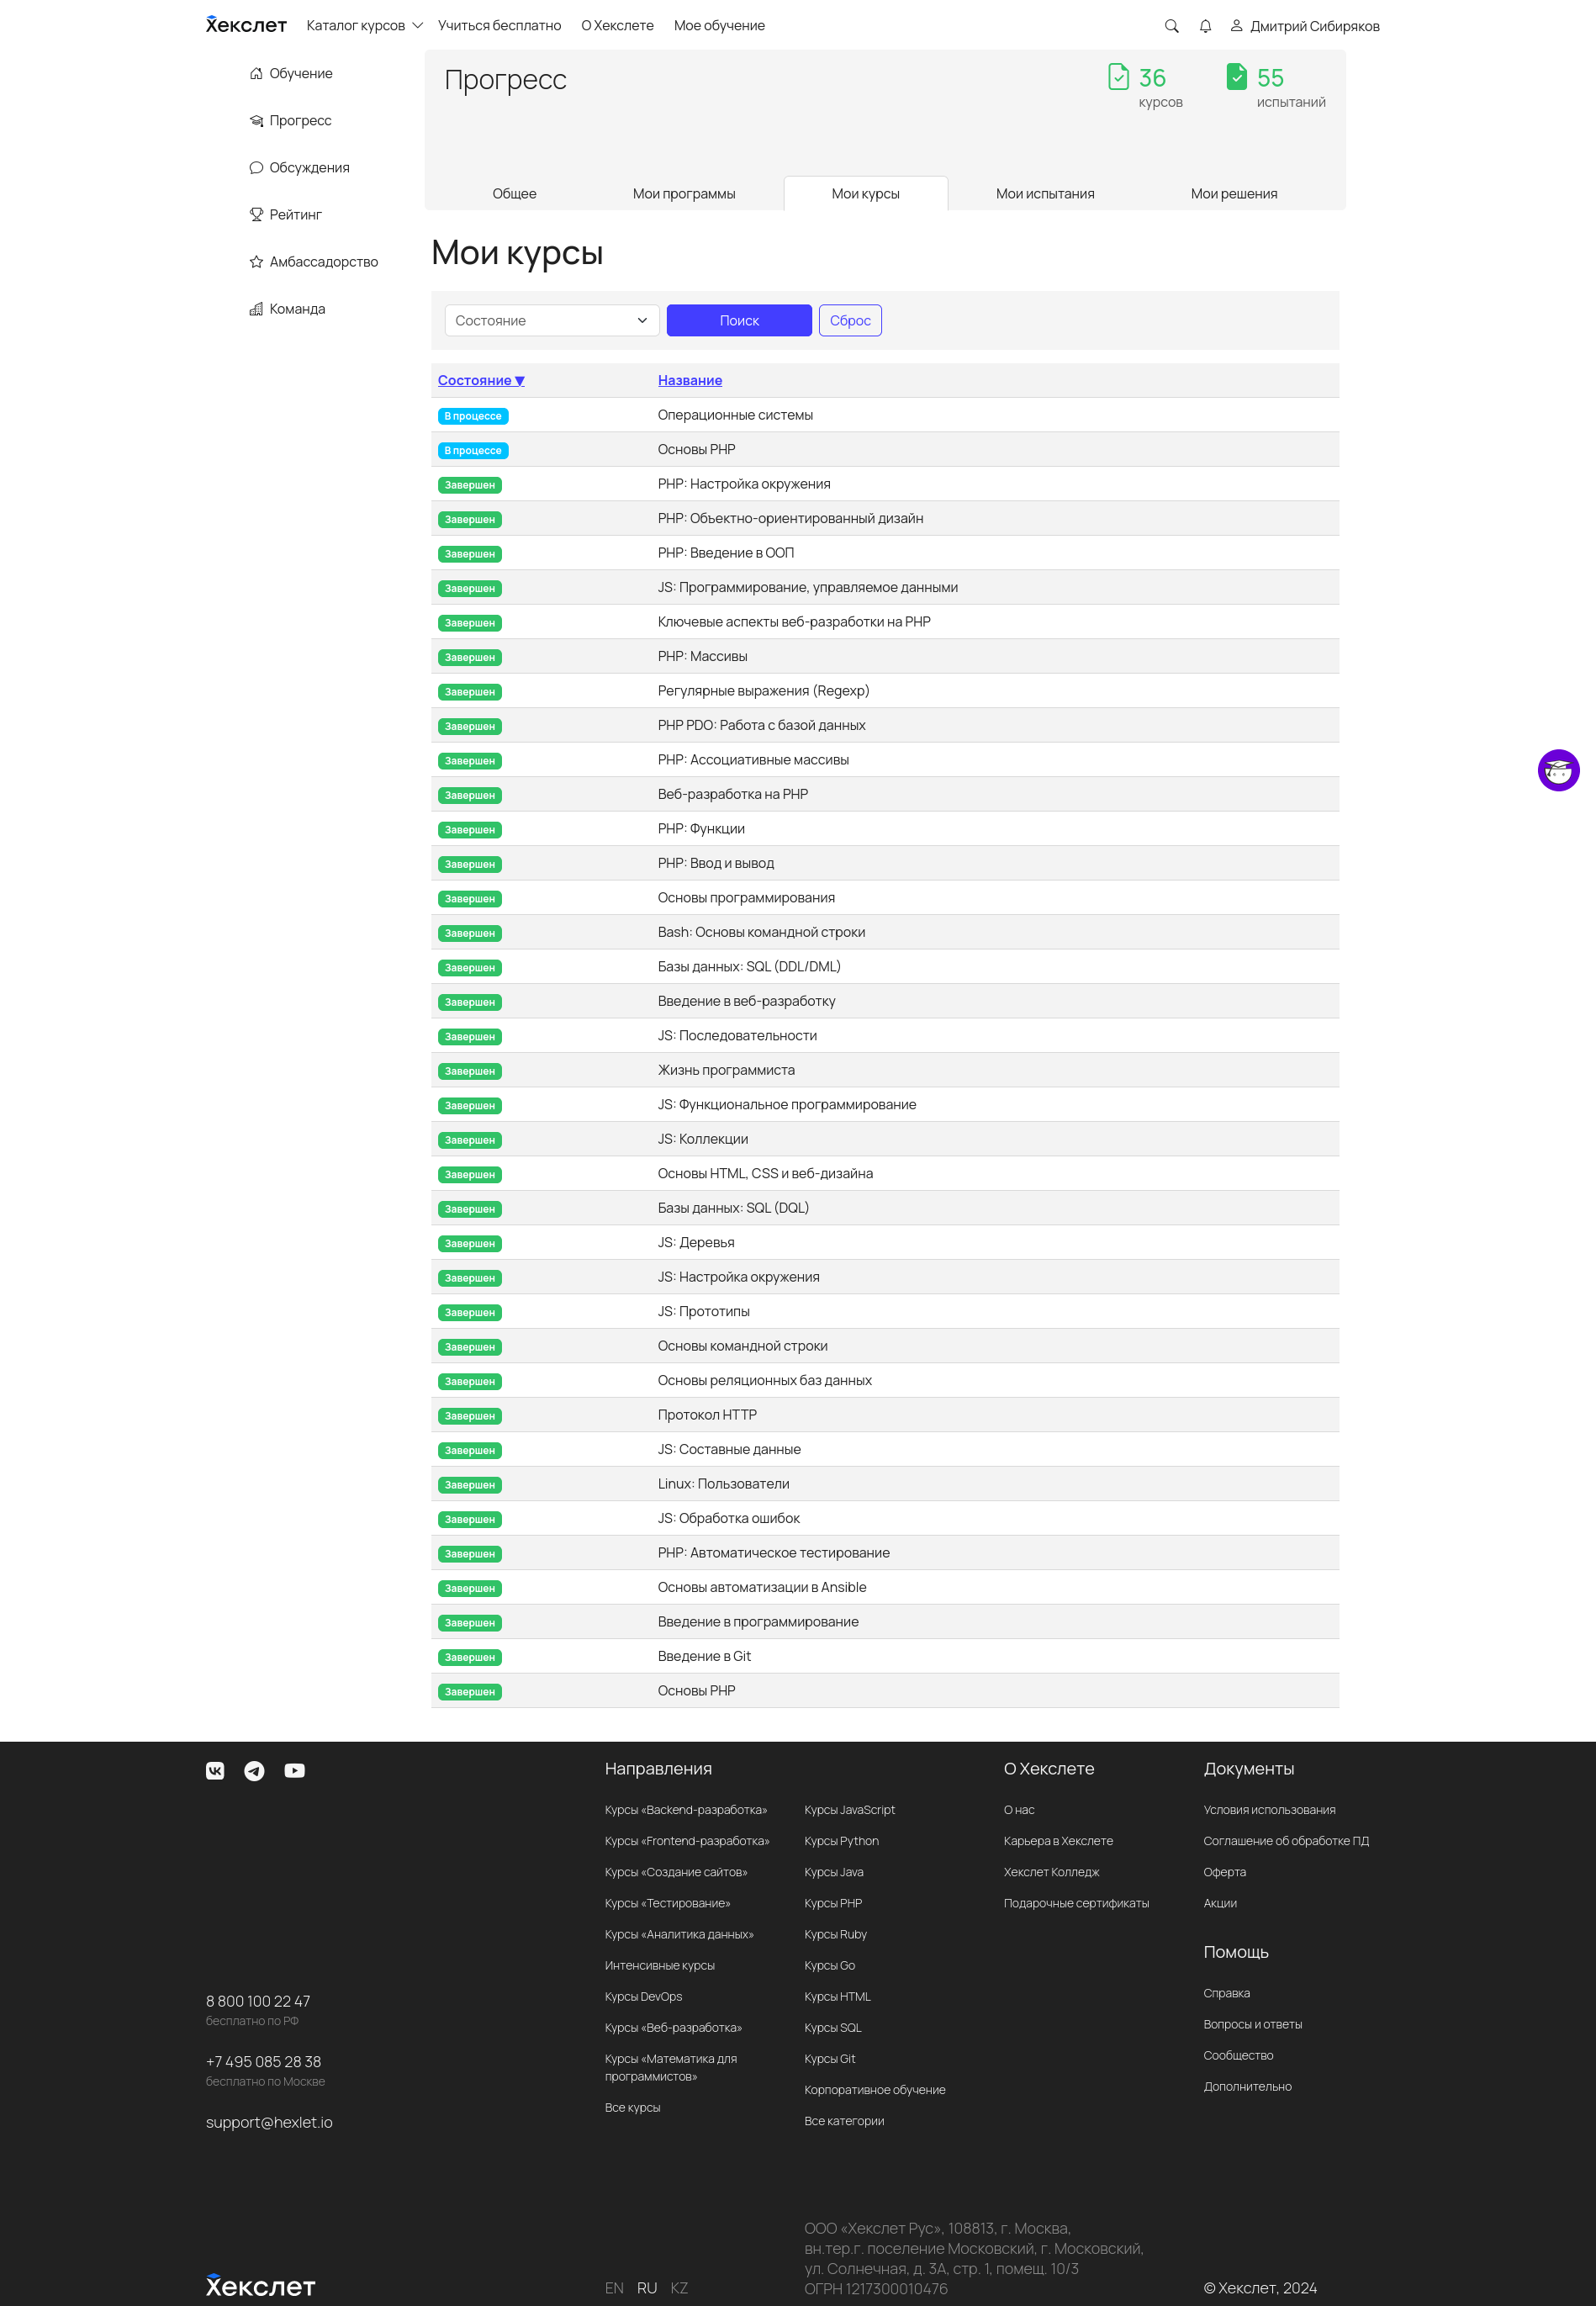 Хекслет Каталог курсов Учиться бесплатно О Хекслете Мое обучение Дмитрий Сибиряков
Обучение
Прогресс
Обсуждения
Рейтинг
Амбассадорство
Команда
Прогресс
36 курсов
55 испытаний
Общее Мои программы Мои курсы Мои испытания Мои решения
Мои курсы
Состояние Поиск Сброс
Состояние ▼ Название
В процессе Операционные системы
В процессе Основы PHP
Завершен PHP: Настройка окружения
Завершен PHP: Объектно-ориентированный дизайн
Завершен PHP: Введение в ООП
Завершен JS: Программирование, управляемое данными
Завершен Ключевые аспекты веб-разработки на PHP
Завершен PHP: Массивы
Завершен Регулярные выражения (Regexp)
Завершен PHP PDO: Работа с базой данных
Завершен PHP: Ассоциативные массивы
Завершен Веб-разработка на PHP
Завершен PHP: Функции
Завершен PHP: Ввод и вывод
Завершен Основы программирования
Завершен Bash: Основы командной строки
Завершен Базы данных: SQL (DDL/DML)
Завершен Введение в веб-разработку
Завершен JS: Последовательности
Завершен Жизнь программиста
Завершен JS: Функциональное программирование
Завершен JS: Коллекции
Завершен Основы HTML, CSS и веб-дизайна
Завершен Базы данных: SQL (DQL)
Завершен JS: Деревья
Завершен JS: Настройка окружения
Завершен JS: Прототипы
Завершен Основы командной строки
Завершен Основы реляционных баз данных
Завершен Протокол HTTP
Завершен JS: Составные данные
Завершен Linux: Пользователи
Завершен JS: Обработка ошибок
Завершен PHP: Автоматическое тестирование
Завершен Основы автоматизации в Ansible
Завершен Введение в программирование
Завершен Введение в Git
Завершен Основы PHP
8 800 100 22 47
бесплатно по РФ
+7 495 085 28 38
бесплатно по Москве
support@hexlet.io
Направления
Курсы «Backend-разработка»
Курсы «Frontend-разработка»
Курсы «Создание сайтов»
Курсы «Тестирование»
Курсы «Аналитика данных»
Интенсивные курсы
Курсы DevOps
Курсы «Веб-разработка»
Курсы «Математика для
программистов»
Все курсы
Курсы JavaScript
Курсы Python
Курсы Java
Курсы PHP
Курсы Ruby
Курсы Go
Курсы HTML
Курсы SQL
Курсы Git
Корпоративное обучение
Все категории
О Хекслете
О нас
Карьера в Хекслете
Хекслет Колледж
Подарочные сертификаты
Документы
Условия использования
Соглашение об обработке ПД
Оферта
Акции
Помощь
Справка
Вопросы и ответы
Сообщество
Дополнительно
Хекслет
EN RU KZ
ООО «Хекслет Рус», 108813, г. Москва,
вн.тер.г. поселение Московский, г. Московский,
ул. Солнечная, д. 3А, стр. 1, помещ. 10/3
ОГРН 1217300010476
© Хекслет, 2024